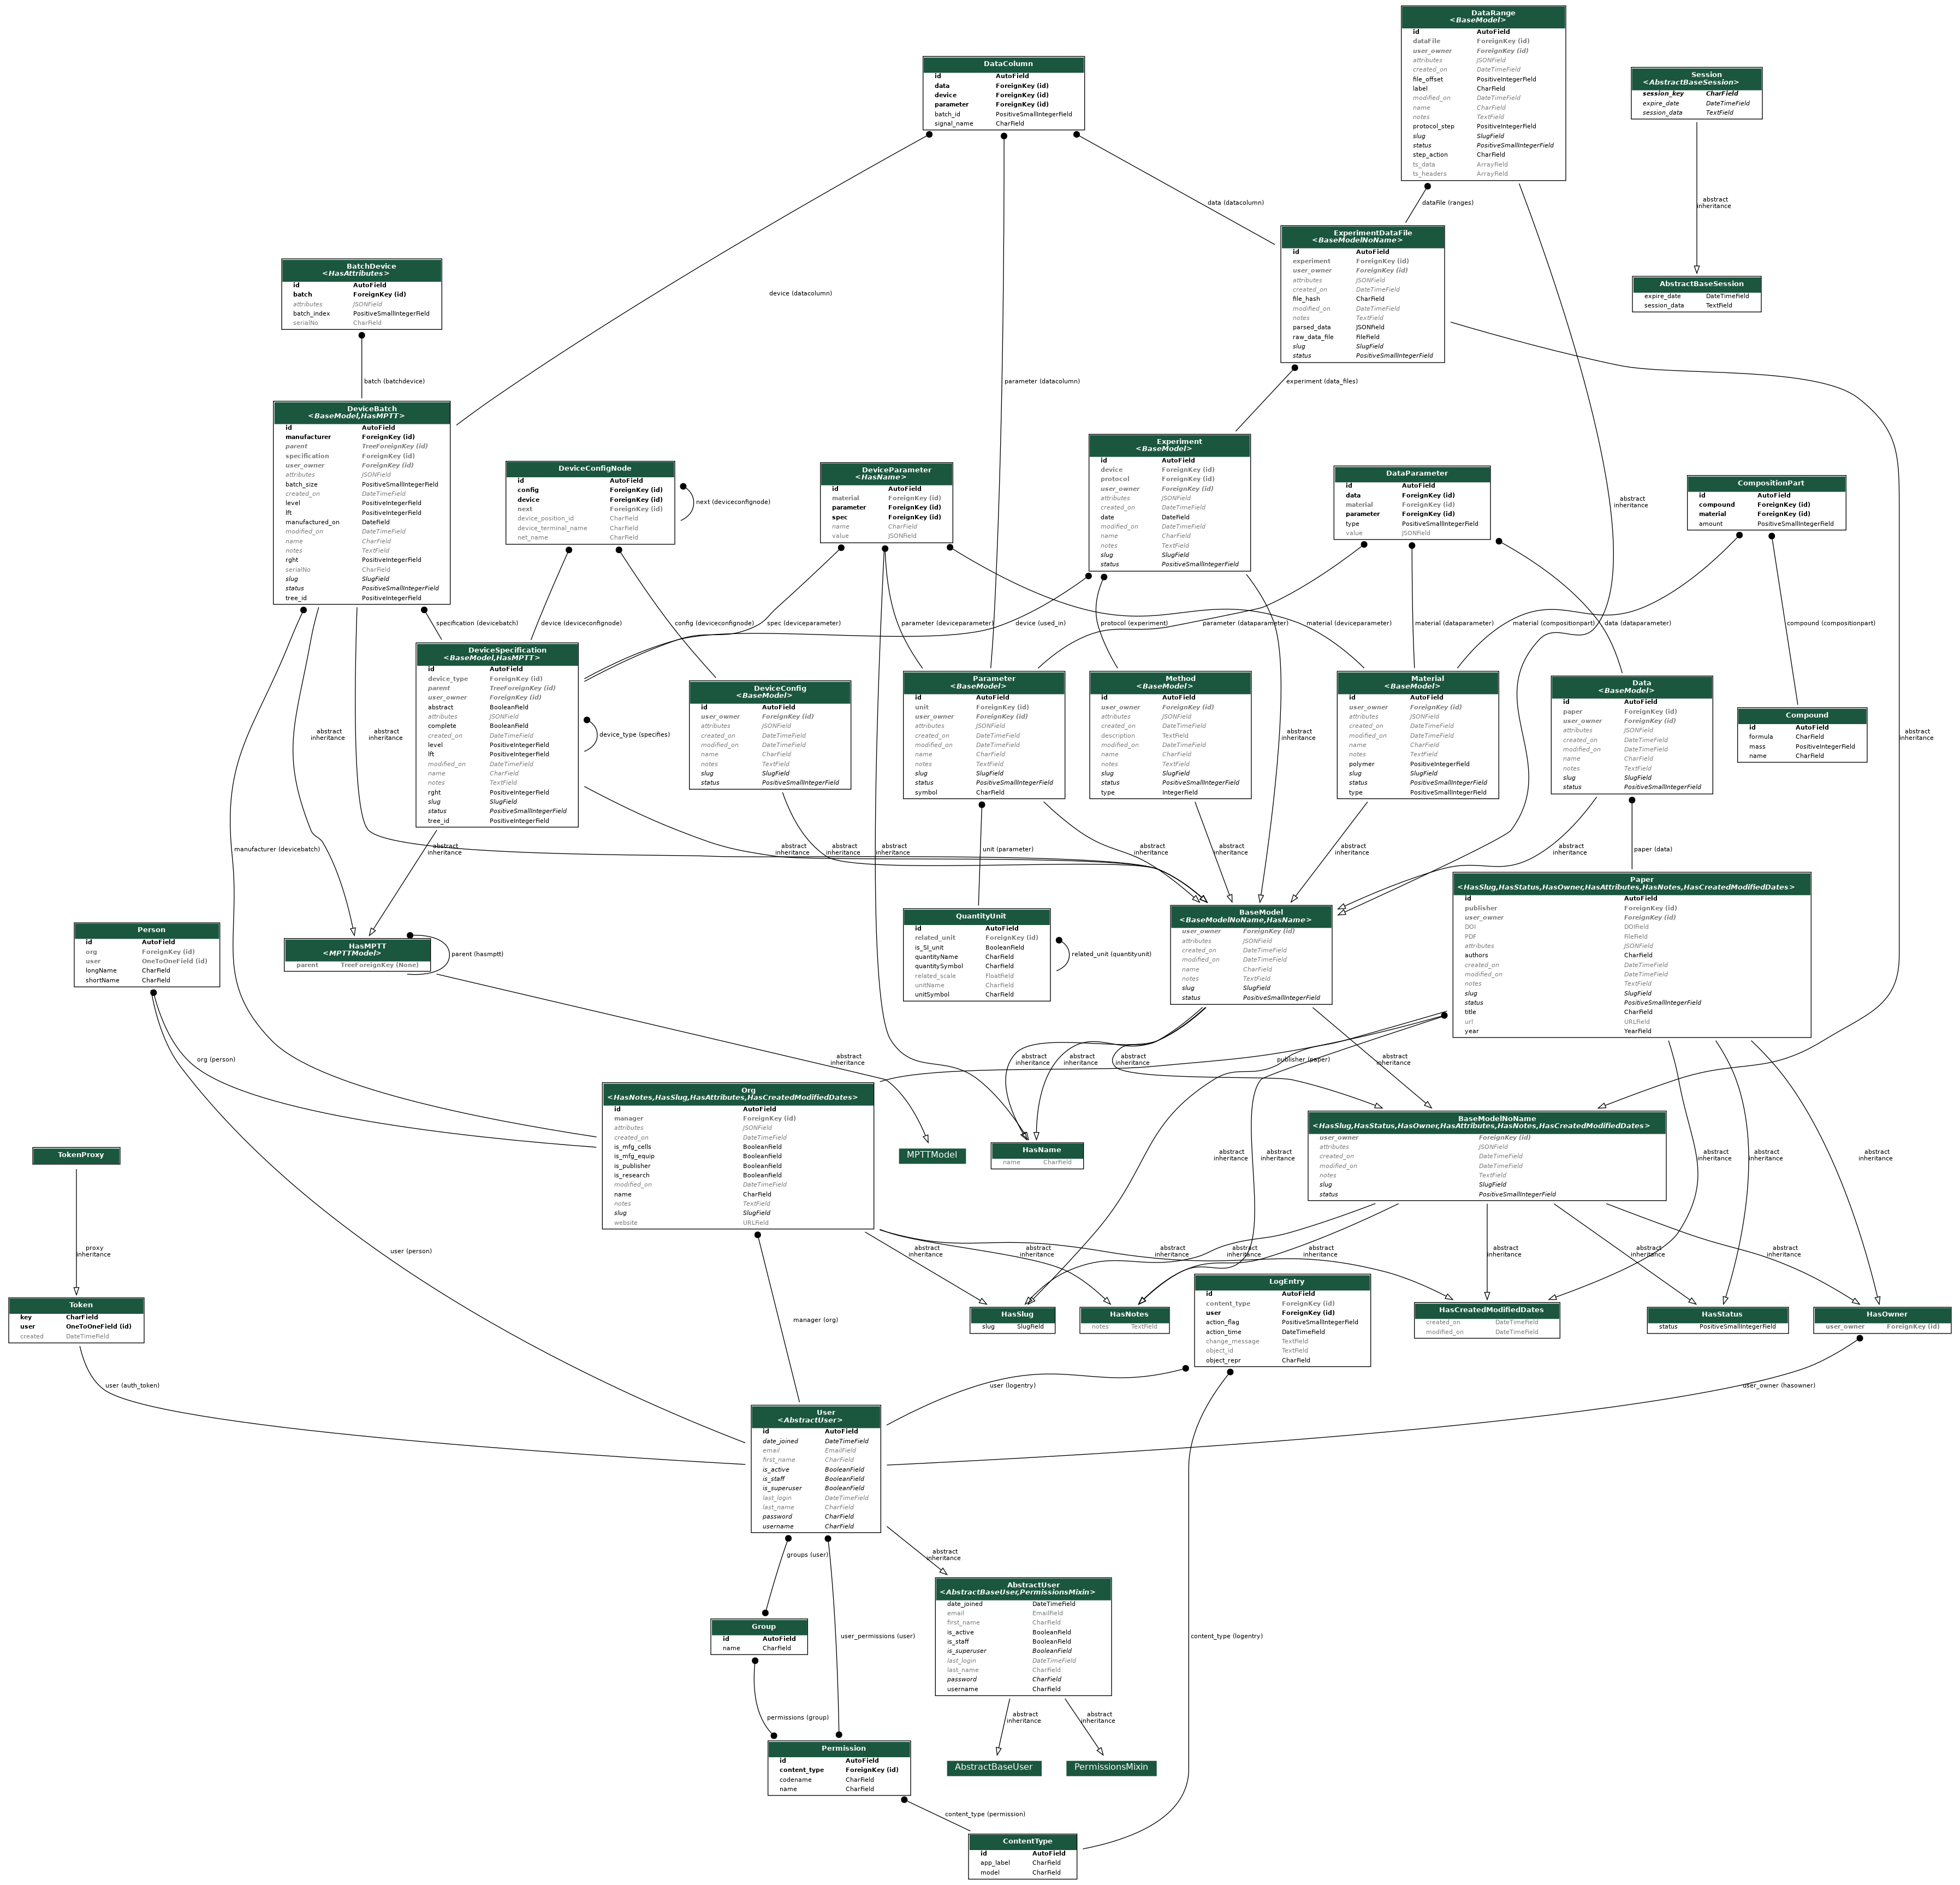 DataRange
<BaseModel>
id AutoField
dataFile ForeignKey (id)
user_owner ForeignKey (id)
attributes JSONField
created_on DateTimeField
file_offset PositiveIntegerField
label CharField
modified_on DateTimeField
name CharField
notes TextField
protocol_step PositiveIntegerField
slug SlugField
status PositiveSmallIntegerField
step_action CharField
ts_data ArrayField
ts_headers ArrayField
DataColumn
id AutoField
data ForeignKey (id)
device ForeignKey (id)
parameter ForeignKey (id)
batch_id PositiveSmallIntegerField
signal_name CharField
Session
<AbstractBaseSession>
session_key CharField
expire_date DateTimeField
session_data TextField
data (datacolumn)
dataFile (ranges)
abstract
inheritance
ExperimentDataFile
<BaseModelNoName>
id AutoField
experiment ForeignKey (id)
user_owner ForeignKey (id)
attributes JSONField
created_on DateTimeField
file_hash CharField
modified_on DateTimeField
notes TextField
parsed_data JSONField
raw_data_file FileField
slug SlugField
status PositiveSmallIntegerField
AbstractBaseSession
expire_date DateTimeField
session_data TextField
BatchDevice
<HasAttributes>
id AutoField
batch ForeignKey (id)
attributes JSONField
batch_index PositiveSmallIntegerField
serialNo CharField
device (datacolumn)
batch (batchdevice)
parameter (datacolumn)
experiment (data_files)
DeviceBatch
<BaseModel,HasMPTT>
id AutoField
manufacturer ForeignKey (id)
parent TreeForeignKey (id)
specification ForeignKey (id)
user_owner ForeignKey (id)
attributes JSONField
batch_size PositiveSmallIntegerField
created_on DateTimeField
level PositiveIntegerField
lft PositiveIntegerField
manufactured_on DateField
modified_on DateTimeField
name CharField
notes TextField
rght PositiveIntegerField
serialNo CharField
slug SlugField
status PositiveSmallIntegerField
tree_id PositiveIntegerField
DeviceConfigNode
id AutoField
config ForeignKey (id)
device ForeignKey (id)
next ForeignKey (id)
device_position_id CharField
device_terminal_name CharField
net_name CharField
next (deviceconfignode)
DeviceParameter
<HasName>
id AutoField
material ForeignKey (id)
parameter ForeignKey (id)
spec ForeignKey (id)
name CharField
value JSONField
Experiment
<BaseModel>
id AutoField
device ForeignKey (id)
protocol ForeignKey (id)
user_owner ForeignKey (id)
attributes JSONField
created_on DateTimeField
date DateField
modified_on DateTimeField
name CharField
notes TextField
slug SlugField
status PositiveSmallIntegerField
DataParameter
id AutoField
data ForeignKey (id)
material ForeignKey (id)
parameter ForeignKey (id)
type PositiveSmallIntegerField
value JSONField
abstract
inheritance
CompositionPart
id AutoField
compound ForeignKey (id)
material ForeignKey (id)
amount PositiveSmallIntegerField
specification (devicebatch)
device (deviceconfignode)
config (deviceconfignode)
spec (deviceparameter)
parameter (deviceparameter)
device (used_in)
protocol (experiment)
parameter (dataparameter)
material (deviceparameter)
material (dataparameter)
material (compositionpart)
data (dataparameter)
compound (compositionpart)
DeviceSpecification
<BaseModel,HasMPTT>
id AutoField
device_type ForeignKey (id)
parent TreeForeignKey (id)
user_owner ForeignKey (id)
abstract BooleanField
attributes JSONField
complete BooleanField
created_on DateTimeField
level PositiveIntegerField
lft PositiveIntegerField
modified_on DateTimeField
name CharField
notes TextField
rght PositiveIntegerField
slug SlugField
status PositiveSmallIntegerField
tree_id PositiveIntegerField
device_type (specifies)
DeviceConfig
<BaseModel>
id AutoField
user_owner ForeignKey (id)
attributes JSONField
created_on DateTimeField
modified_on DateTimeField
name CharField
notes TextField
slug SlugField
status PositiveSmallIntegerField
Parameter
<BaseModel>
id AutoField
unit ForeignKey (id)
user_owner ForeignKey (id)
attributes JSONField
created_on DateTimeField
modified_on DateTimeField
name CharField
notes TextField
slug SlugField
status PositiveSmallIntegerField
symbol CharField
Method
<BaseModel>
id AutoField
user_owner ForeignKey (id)
attributes JSONField
created_on DateTimeField
description TextField
modified_on DateTimeField
name CharField
notes TextField
slug SlugField
status PositiveSmallIntegerField
type IntegerField
Material
<BaseModel>
id AutoField
user_owner ForeignKey (id)
attributes JSONField
created_on DateTimeField
modified_on DateTimeField
name CharField
notes TextField
polymer PositiveIntegerField
slug SlugField
status PositiveSmallIntegerField
type PositiveSmallIntegerField
Data
<BaseModel>
id AutoField
paper ForeignKey (id)
user_owner ForeignKey (id)
attributes JSONField
created_on DateTimeField
modified_on DateTimeField
name CharField
notes TextField
slug SlugField
status PositiveSmallIntegerField
Compound
id AutoField
formula CharField
mass PositiveIntegerField
name CharField
abstract
inheritance
abstract
inheritance
abstract
inheritance
abstract
inheritance
manufacturer (devicebatch)
abstract
inheritance
abstract
inheritance
abstract
inheritance
abstract
inheritance
unit (parameter)
abstract
inheritance
abstract
inheritance
abstract
inheritance
abstract
inheritance
paper (data)
Paper
<HasSlug,HasStatus,HasOwner,HasAttributes,HasNotes,HasCreatedModifiedDates>
id AutoField
publisher ForeignKey (id)
user_owner ForeignKey (id)
DOI DOIField
PDF FileField
attributes JSONField
authors CharField
created_on DateTimeField
modified_on DateTimeField
notes TextField
slug SlugField
status PositiveSmallIntegerField
title CharField
url URLField
year YearField
Person
id AutoField
org ForeignKey (id)
user OneToOneField (id)
longName CharField
shortName CharField
HasMPTT
<MPTTModel>
parent TreeForeignKey (None)
parent (hasmptt)
QuantityUnit
id AutoField
related_unit ForeignKey (id)
is_SI_unit BooleanField
quantityName CharField
quantitySymbol CharField
related_scale FloatField
unitName CharField
unitSymbol CharField
related_unit (quantityunit)
BaseModel
<BaseModelNoName,HasName>
user_owner ForeignKey (id)
attributes JSONField
created_on DateTimeField
modified_on DateTimeField
name CharField
notes TextField
slug SlugField
status PositiveSmallIntegerField
org (person)
abstract
inheritance
abstract
inheritance
abstract
inheritance
abstract
inheritance
publisher (paper)
abstract
inheritance
Org
<HasNotes,HasSlug,HasAttributes,HasCreatedModifiedDates>
id AutoField
manager ForeignKey (id)
attributes JSONField
created_on DateTimeField
is_mfg_cells BooleanField
is_mfg_equip BooleanField
is_publisher BooleanField
is_research BooleanField
modified_on DateTimeField
name CharField
notes TextField
slug SlugField
website URLField
MPTTModel
HasName
name CharField
BaseModelNoName
<HasSlug,HasStatus,HasOwner,HasAttributes,HasNotes,HasCreatedModifiedDates>
user_owner ForeignKey (id)
attributes JSONField
created_on DateTimeField
modified_on DateTimeField
notes TextField
slug SlugField
status PositiveSmallIntegerField
abstract
inheritance
abstract
inheritance
abstract
inheritance
abstract
inheritance
abstract
inheritance
TokenProxy
proxy
inheritance
user (person)
abstract
inheritance
abstract
inheritance
abstract
inheritance
abstract
inheritance
abstract
inheritance
abstract
inheritance
abstract
inheritance
abstract
inheritance
Token
key CharField
user OneToOneField (id)
created DateTimeField
manager (org)
HasSlug
slug SlugField
HasNotes
notes TextField
LogEntry
id AutoField
content_type ForeignKey (id)
user ForeignKey (id)
action_flag PositiveSmallIntegerField
action_time DateTimeField
change_message TextField
object_id TextField
object_repr CharField
HasCreatedModifiedDates
created_on DateTimeField
modified_on DateTimeField
HasStatus
status PositiveSmallIntegerField
HasOwner
user_owner ForeignKey (id)
user (auth_token)
user (logentry)
user_owner (hasowner)
User
<AbstractUser>
id AutoField
date_joined DateTimeField
email EmailField
first_name CharField
is_active BooleanField
is_staff BooleanField
is_superuser BooleanField
last_login DateTimeField
last_name CharField
password CharField
username CharField
groups (user)
abstract
inheritance
AbstractUser
<AbstractBaseUser,PermissionsMixin>
date_joined DateTimeField
email EmailField
first_name CharField
is_active BooleanField
is_staff BooleanField
is_superuser BooleanField
last_login DateTimeField
last_name CharField
password CharField
username CharField
Group
id AutoField
name CharField
user_permissions (user)
content_type (logentry)
permissions (group)
abstract
inheritance
abstract
inheritance
Permission
id AutoField
content_type ForeignKey (id)
codename CharField
name CharField
AbstractBaseUser
PermissionsMixin
content_type (permission)
ContentType
id AutoField
app_label CharField
model CharField